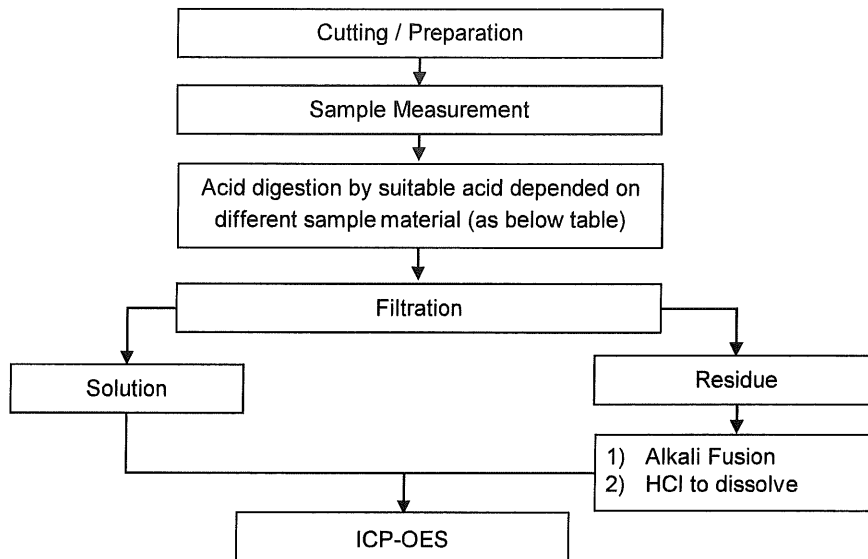 Cutting / Preparation
Sample Measurement
Acid digestion by suitable acid depended on
different sample material (as below table)
Filtration
Solution
Residue
1) Alkali Fusion
2) HCl to dissolve
ICP-OES